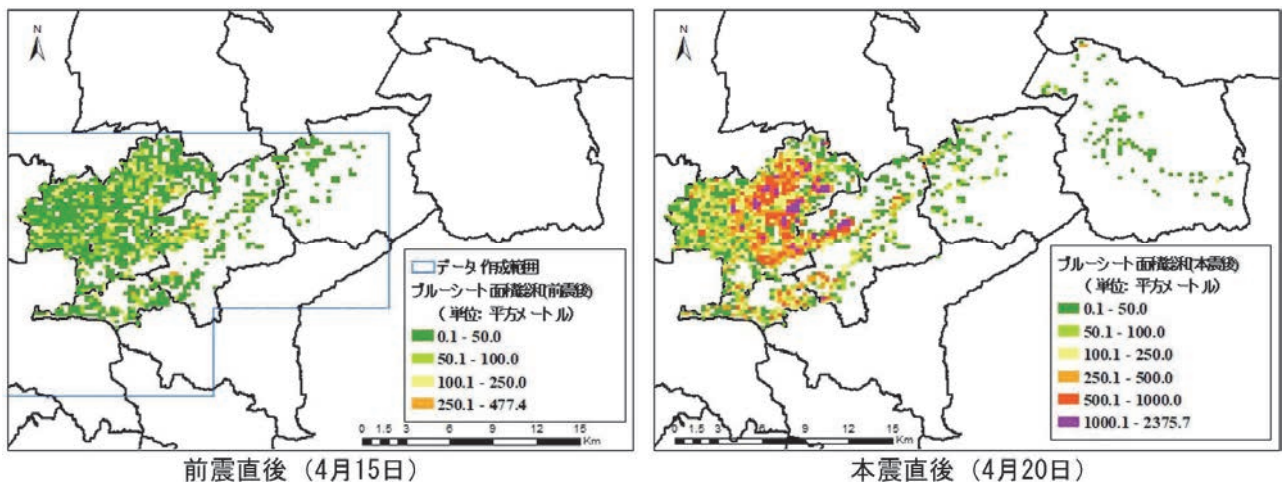 N
データ作成範囲
ブルーシート面積総和(前震後)
(単位: 平方メートル)
0.1 - 50.0
50.1 - 100.0
100.1 - 250.0
250.1 - 477.4
0 1.5 3 6 9 12 15
Km
前震直後（4月15日）
N
ブルーシート面積総和(本震後)
(単位: 平方メートル)
0.1 - 50.0
50.1 - 100.0
100.1 - 250.0
250.1 - 500.0
500.1 - 1000.0
1000.1 - 2375.7
0 1.5 3 6 9 12 15
Km
本震直後（4月20日）